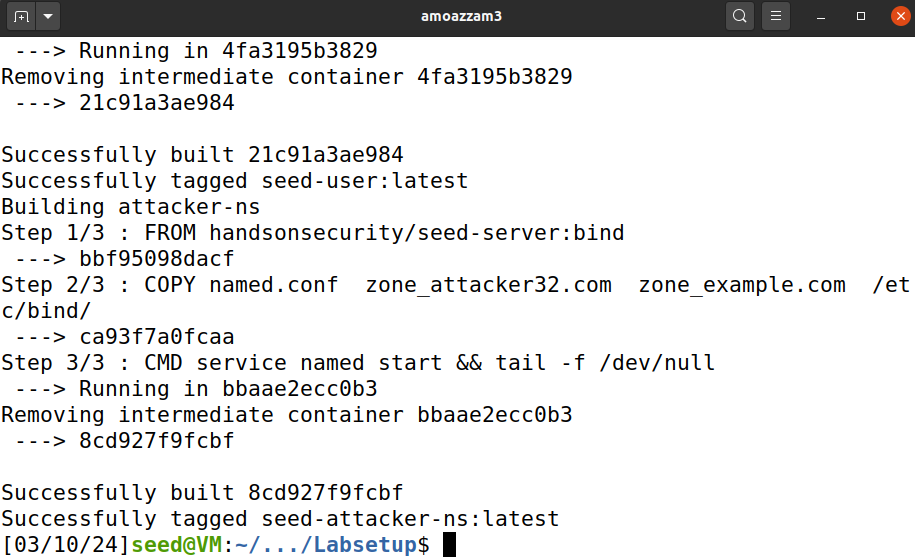 amoazzam3
---> Running in 4fa3195b3829
Removing intermediate container 4fa3195b3829
---> 21c91a3ae984
Successfully built 21c91a3ae984
Successfully tagged seed-user:latest
Building attacker-ns
Step 1/3 : FROM handsonsecurity/seed-server:bind
---> bbf95098dacf
Step 2/3 : COPY named.conf  zone_attacker32.com  zone_example.com  /et
c/bind/
---> ca93f7a0fcaa
Step 3/3 : CMD service named start && tail -f /dev/null
---> Running in bbaae2ecc0b3
Removing intermediate container bbaae2ecc0b3
---> 8cd927f9fcbf
Successfully built 8cd927f9fcbf
Successfully tagged seed-attacker-ns:latest
[03/10/24]seed@VM:~/.../Labsetup$